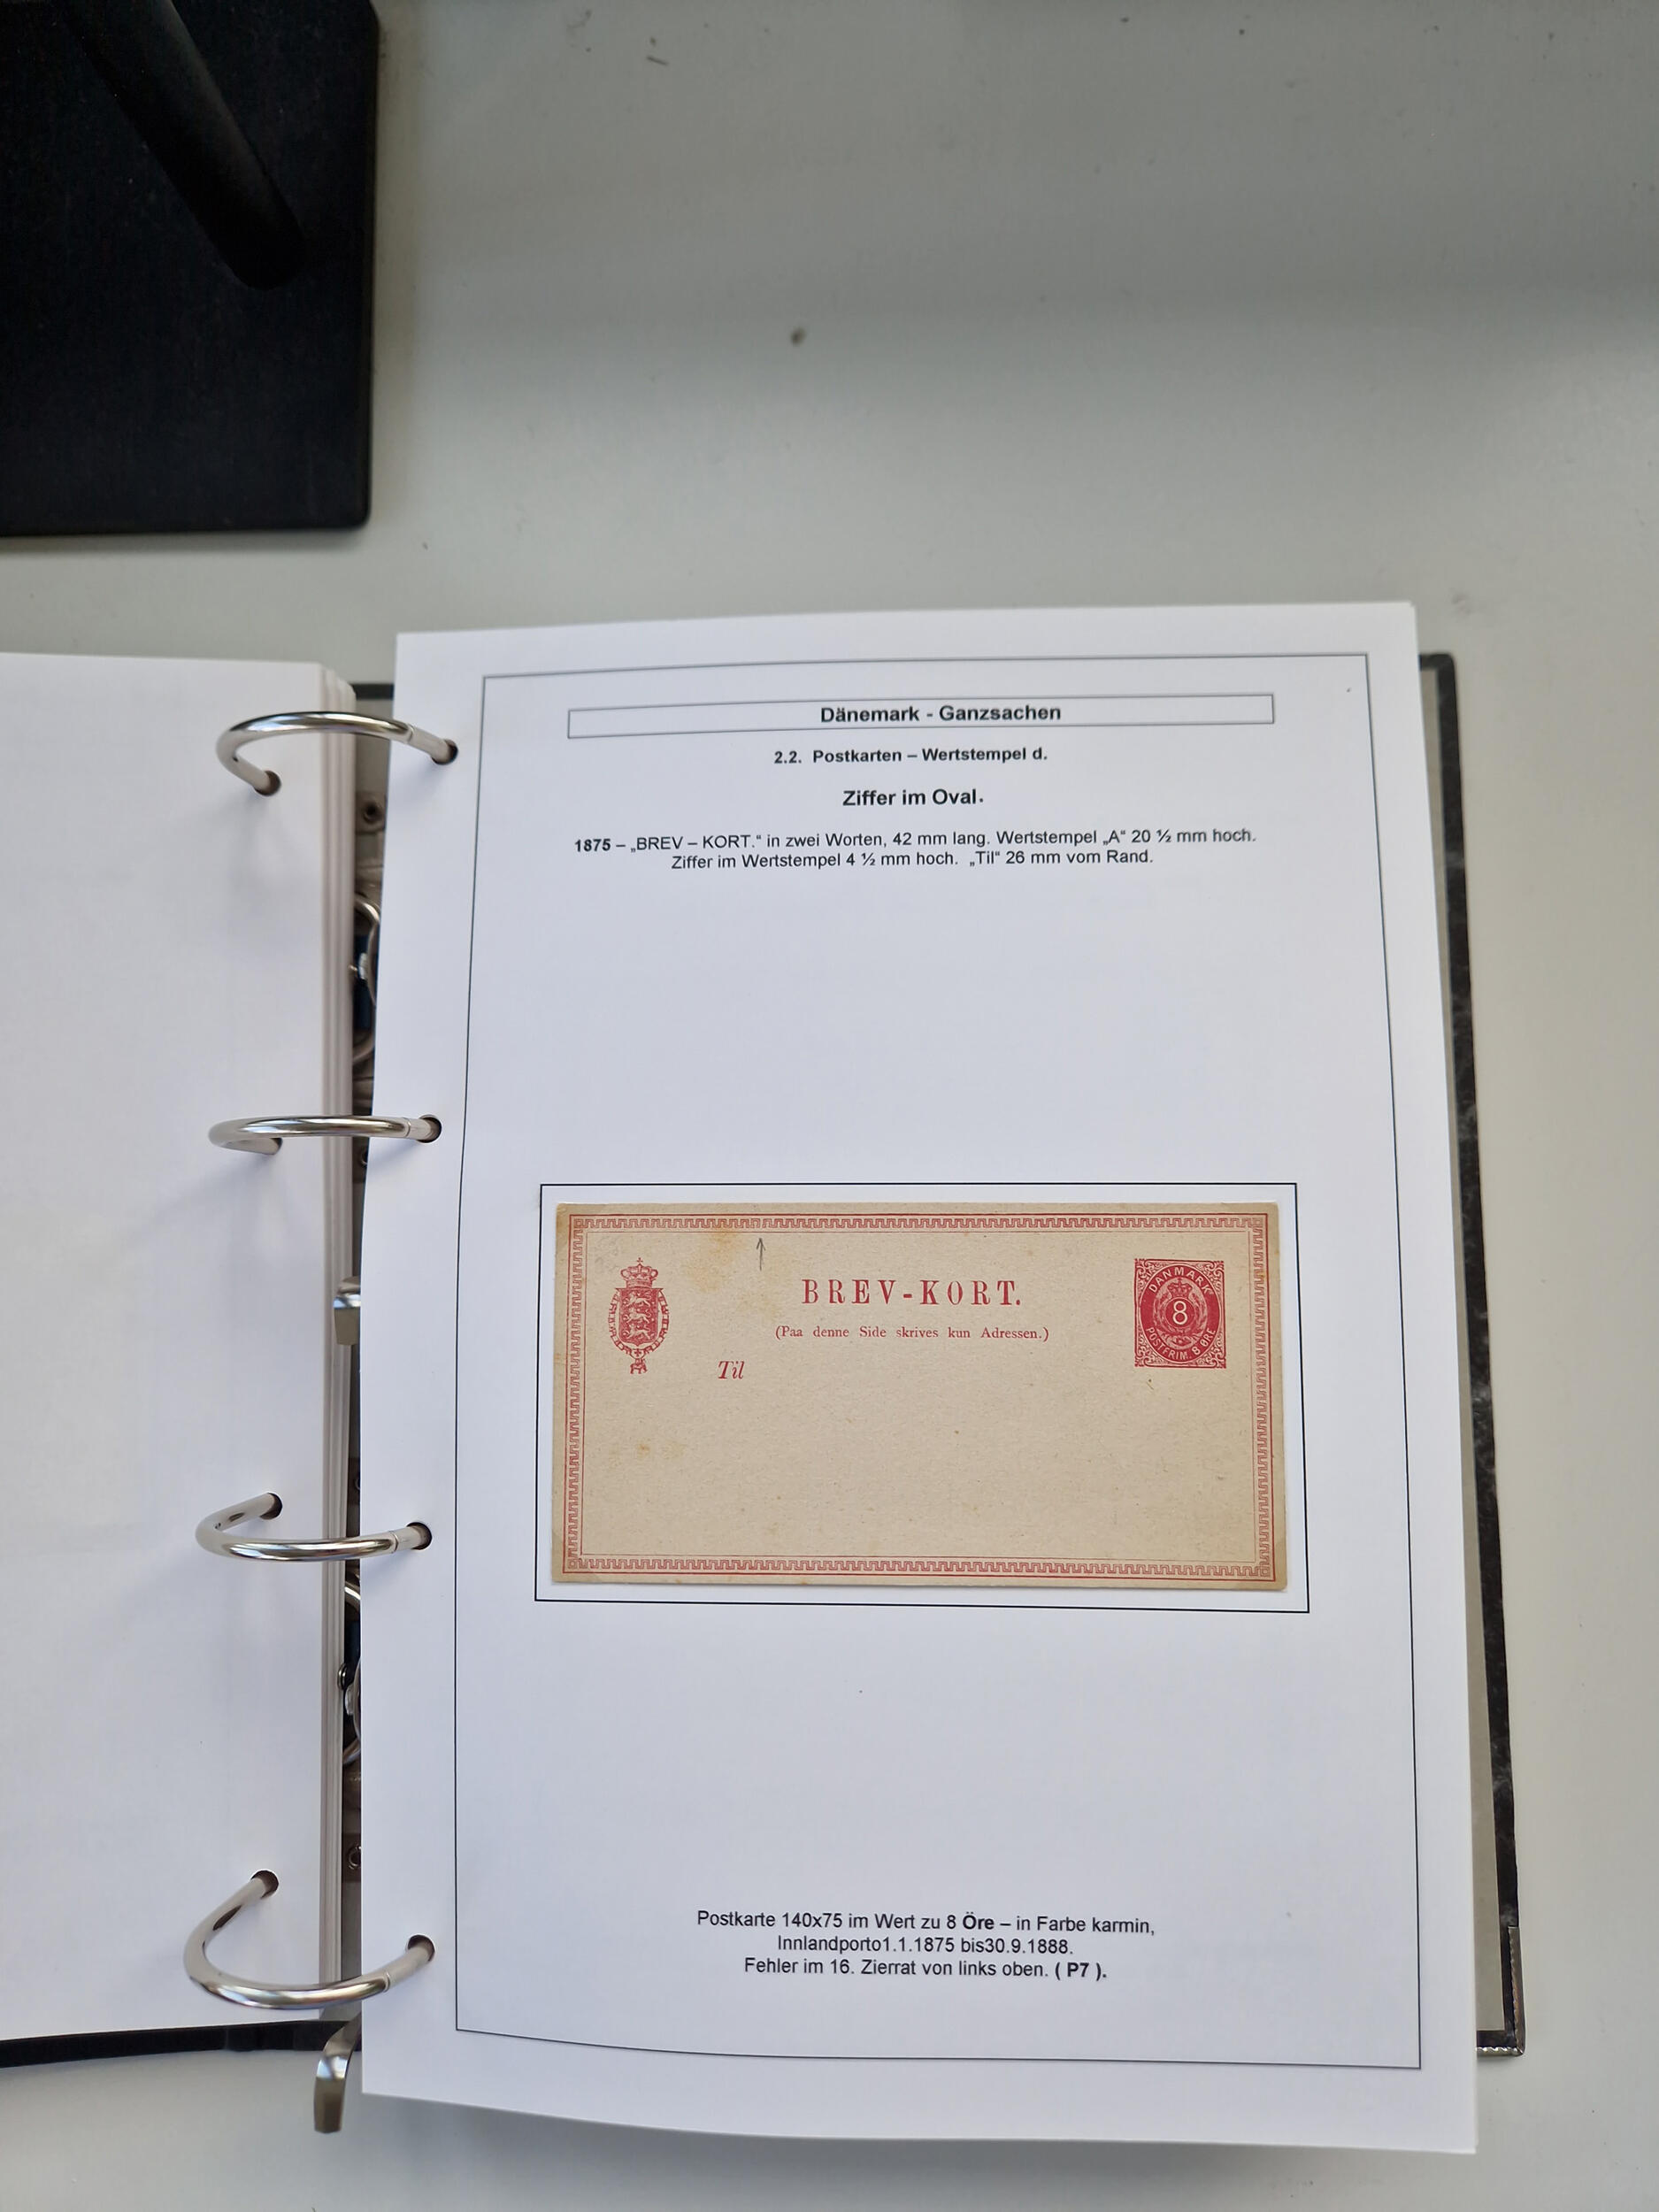 Dänemark - Ganzsachen
2.2. Postkarten – Wertstempel d.
Ziffer im Oval.
1875 – „BREV – KORT.“ in zwei Worten, 42 mm lang. Wertstempel „A“ 20 ½ mm hoch.
Ziffer im Wertstempel 4 ½ mm hoch. „Til“ 26 mm vom Rand.
BREV-KORT.
(Paa denne Side skrives kun Adressen.)
Til
DANMARK
8
POSTFRIM. 8 ØRE
Postkarte 140x75 im Wert zu 8 Öre – in Farbe karmin,
Innlandporto1.1.1875 bis30.9.1888.
Fehler im 16. Zierrat von links oben. ( P7 ).